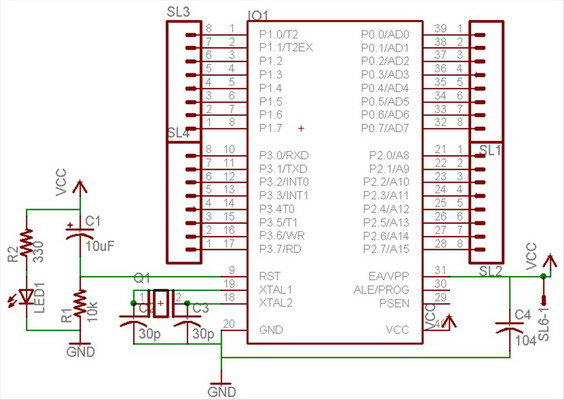 SL3
IO1
8 1 P1.0/T2 P0.0/AD0 39 1
7 2 P1.1/T2EX P0.1/AD1 38 2
6 3 P1.2 P0.2/AD2 37 3
5 4 P1.3 P0.3/AD3 36 4
4 5 P1.4 P0.4/AD4 35 5
3 6 P1.5 P0.5/AD5 34 6
2 7 P1.6 P0.6/AD6 33 7
1 8 P1.7 P0.7/AD7 32 8
SL4
SL1
8 10 P3.0/RXD P2.0/A8 21 1
7 11 P3.1/TXD P2.1/A9 22 2
6 12 P3.2/INT0 P2.2/A10 23 3
5 13 P3.3/INT1 P2.3/A11 24 4
4 14 P3.4T0 P2.4/A12 25 5
3 15 P3.5/T1 P2.5/A13 26 6
2 16 P3.6/WR P2.6/A14 27 7
1 17 P3.7/RD P2.7/A15 28 8
SL2
9 RST EA/VPP 31
19 XTAL1 ALE/PROG 30
18 XTAL2 PSEN 29
20 GND VCC 40
VCC
C1
10uF
R2
330
LED1
R1
10k
GND
Q1
1 2
C2
30p
C3
30p
GND
VCC
VCC
C4
104
SL6-1